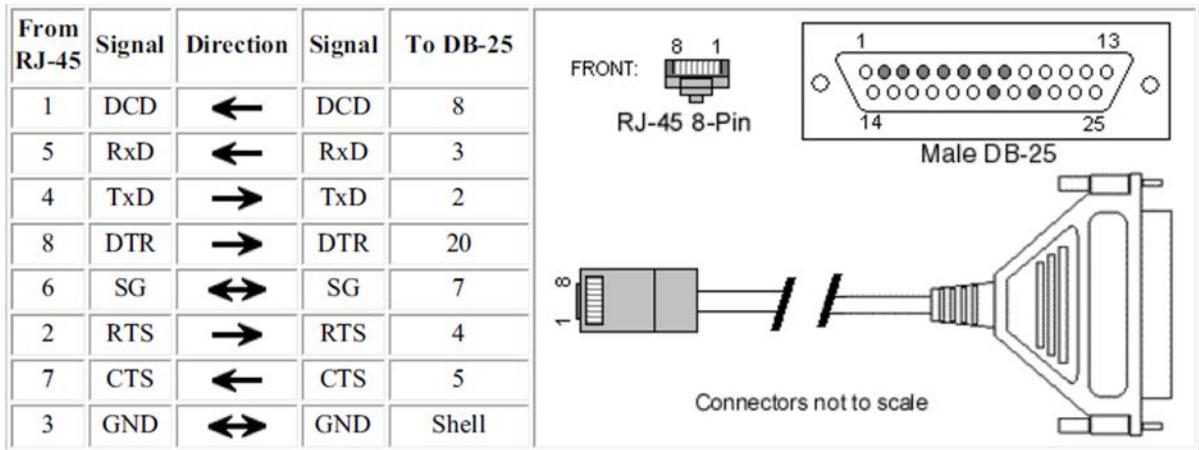 From RJ-45 Signal Direction Signal To DB-25
1 DCD ← DCD 8
5 RxD ← RxD 3
4 TxD → TxD 2
8 DTR → DTR 20
6 SG ↔ SG 7
2 RTS → RTS 4
7 CTS ← CTS 5
3 GND ↔ GND Shell
8 1
FRONT:
RJ-45 8-Pin
1 13
14 25
Male DB-25
8
1
Connectors not to scale